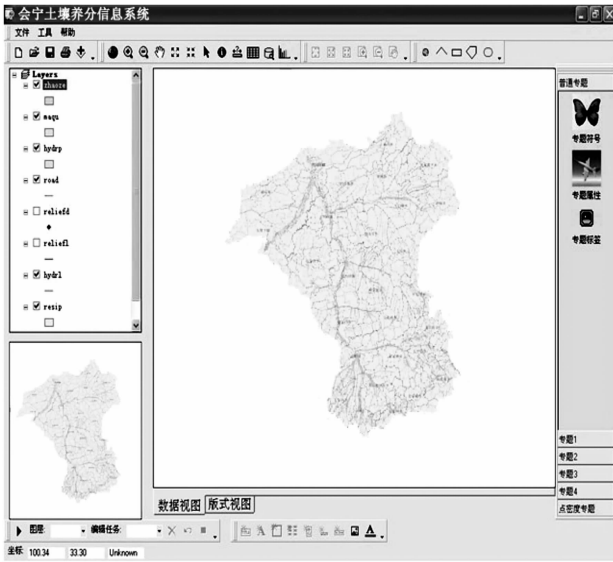 会宁土壤养分信息系统
文件 工具 帮助
Layers
zhaoze
maqu
hydrp
road
reliefd
reliefl
hydrl
resip
普通专题
专题符号
专题属性
专题标签
专题1
专题2
专题3
专题4
点密度专题
数据视图 版式视图
图层: 编辑任务:
坐标: 100.34 33.30 Unknown